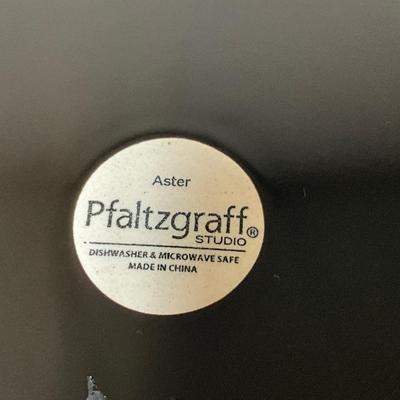 Aster
Pfaltzgraff®
STUDIO
DISHWASHER & MICROWAVE SAFE
MADE IN CHINA